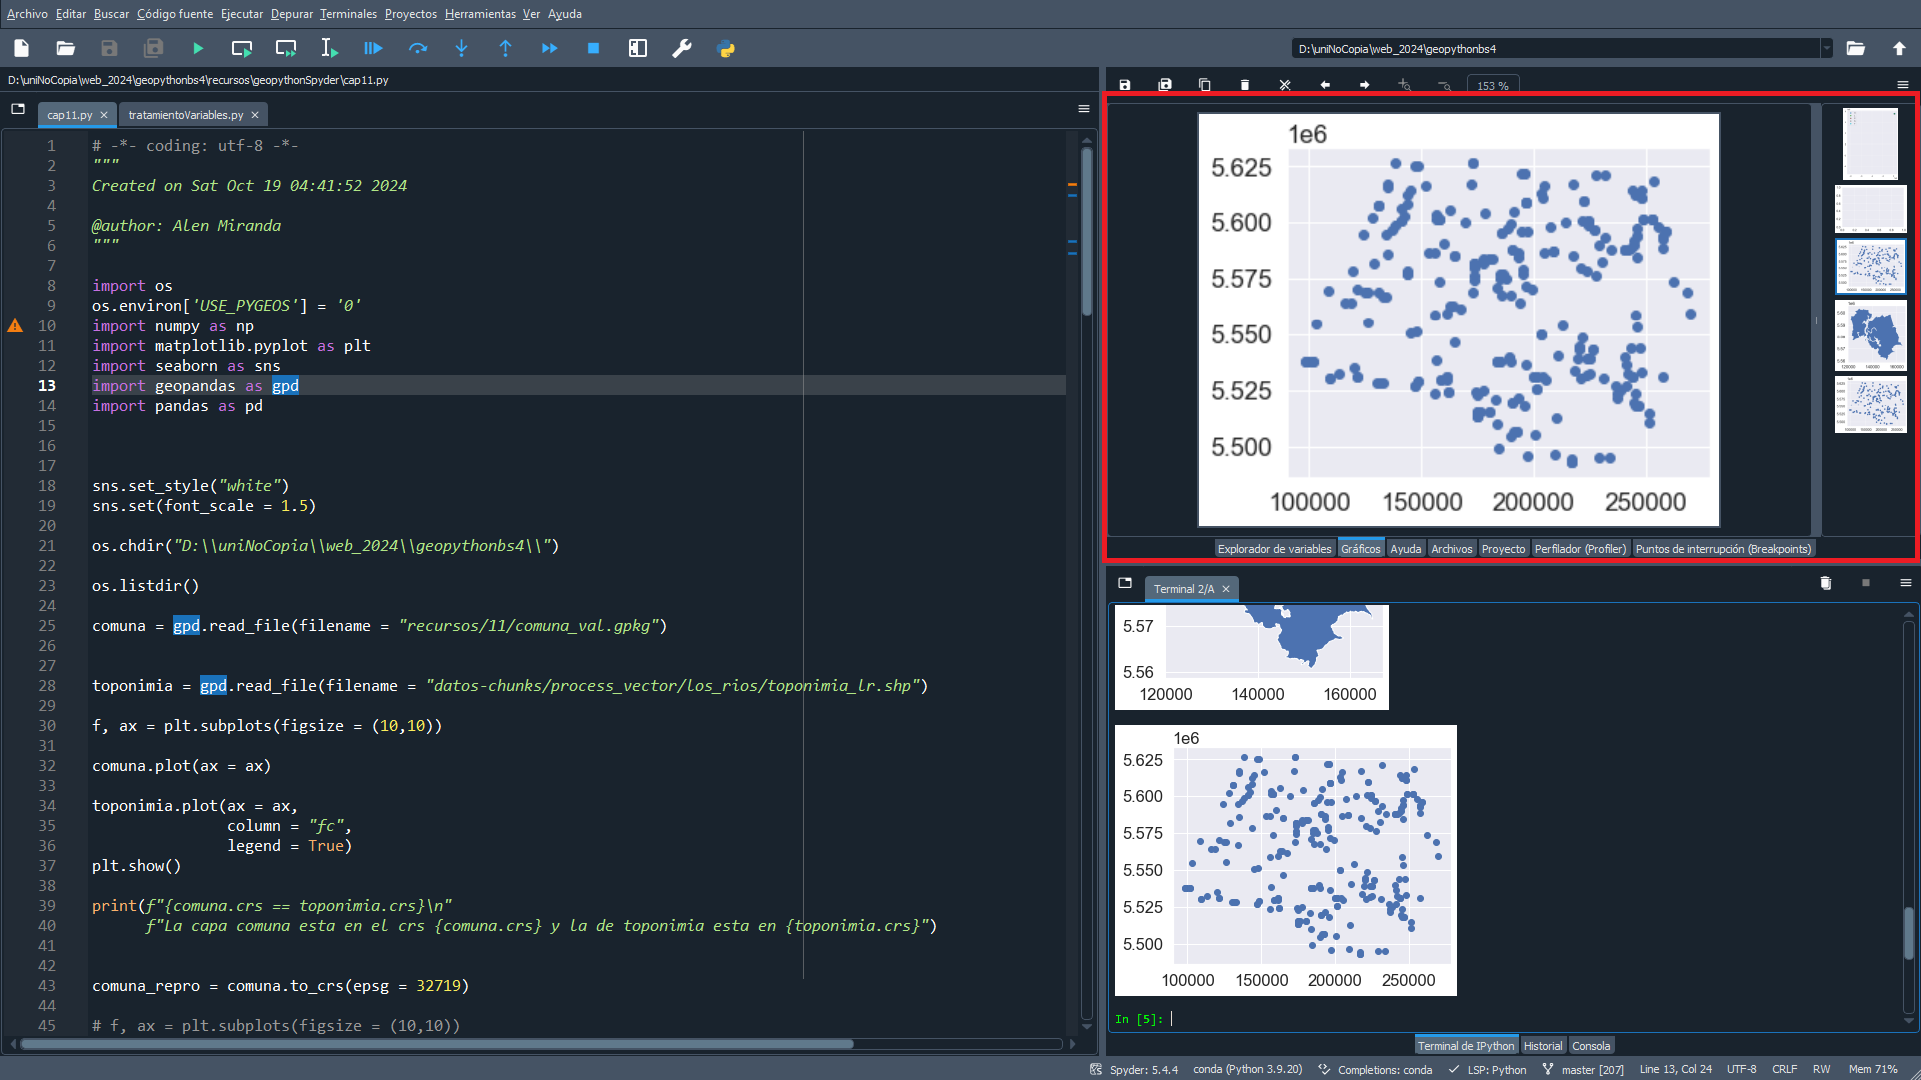 Archivo Editar Buscar Código fuente Ejecutar Depurar Terminales Proyectos Herramientas Ver Ayuda
D:\uniNoCopia\web_2024\geopythonbs4
D:\uniNoCopia\web_2024\geopythonbs4\recursos\geopythonSpyder\cap11.py
cap11.py
tratamientoVariables.py
1 # -*- coding: utf-8 -*-
2 """
3 Created on Sat Oct 19 04:41:52 2024
4
5 @author: Alen Miranda
6 """
7
8 import os
9 os.environ['USE_PYGEOS'] = '0'
10 import numpy as np
11 import matplotlib.pyplot as plt
12 import seaborn as sns
13 import geopandas as gpd
14 import pandas as pd
15
16
17
18 sns.set_style("white")
19 sns.set(font_scale = 1.5)
20
21 os.chdir("D:\\uniNoCopia\\web_2024\\geopythonbs4\\")
22
23 os.listdir()
24
25 comuna = gpd.read_file(filename = "recursos/11/comuna_val.gpkg")
26
27
28 toponimia = gpd.read_file(filename = "datos-chunks/process_vector/los_rios/toponimia_lr.shp")
29
30 f, ax = plt.subplots(figsize = (10,10))
31
32 comuna.plot(ax = ax)
33
34 toponimia.plot(ax = ax,
35 column = "fc",
36 legend = True)
37 plt.show()
38
39 print(f"{comuna.crs == toponimia.crs}\n"
40 f"La capa comuna esta en el crs {comuna.crs} y la de toponimia esta en {toponimia.crs}")
41
42
43 comuna_repro = comuna.to_crs(epsg = 32719)
44
45 # f, ax = plt.subplots(figsize = (10,10))
153 %
1e6
5.625
5.600
5.575
5.550
5.525
5.500
100000 150000 200000 250000
Explorador de variables Gráficos Ayuda Archivos Proyecto Perfilador (Profiler) Puntos de interrupción (Breakpoints)
Terminal 2/A
5.57
5.56
120000 140000 160000
1e6
5.625
5.600
5.575
5.550
5.525
5.500
100000 150000 200000 250000
In [5]:
Terminal de IPython Historial Consola
Spyder: 5.4.4 conda (Python 3.9.20) Completions: conda LSP: Python master [207] Line 13, Col 24 UTF-8 CRLF RW Mem 71%